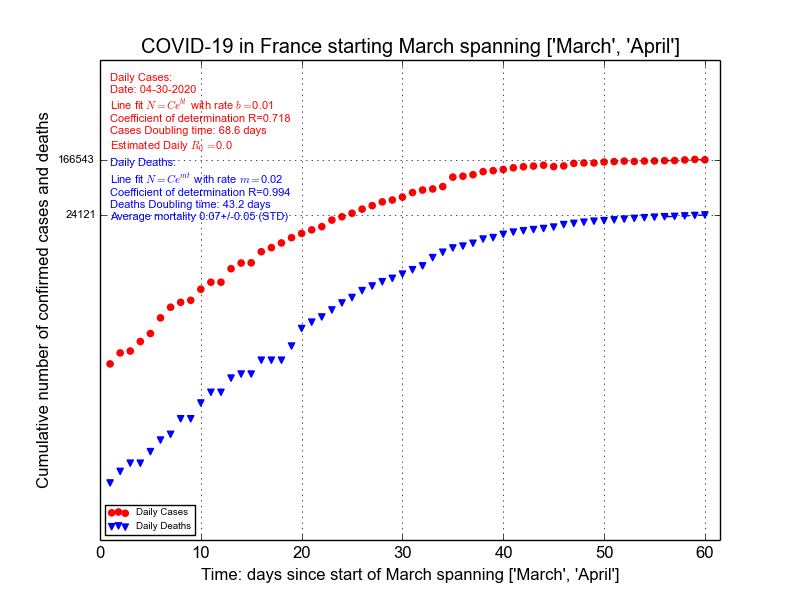 COVID-19 in France starting March spanning ['March', 'April']
Daily Cases:
Date: 04-30-2020
Line fit N=Ce^{bt} with rate b=0.01
Coefficient of determination R=0.718
Cases Doubling time: 68.6 days
Estimated Daily R_0=0.0
Daily Deaths:
Line fit N=Ce^{mt} with rate m=0.02
Coefficient of determination R=0.994
Deaths Doubling time: 43.2 days
Average mortality 0.07+/-0.05 (STD)
166543
24121
Cumulative number of confirmed cases and deaths
Daily Cases
Daily Deaths
0 10 20 30 40 50 60
Time: days since start of March spanning ['March', 'April']